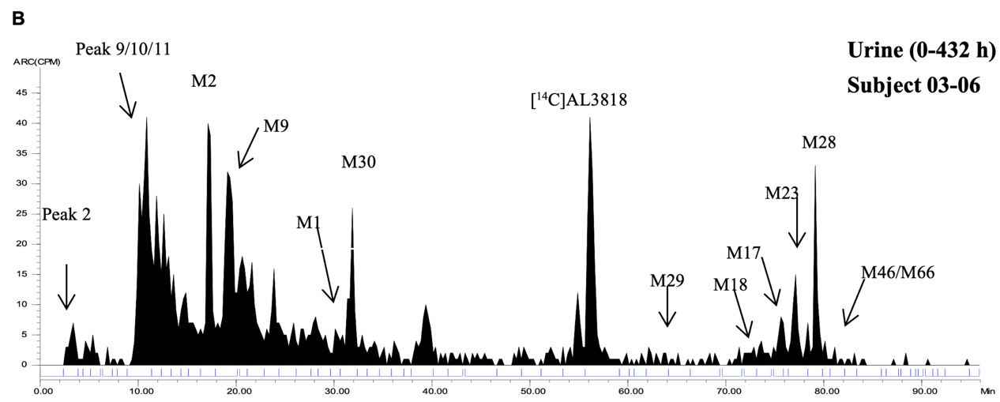 B
Peak 9/10/11
Urine (0-432 h)
ARC(CPM)
M2
Subject 03-06
[¹⁴C]AL3818
45
40
M9
35
M28
M30
30
M23
25
Peak 2
M1
20
M17
15
M29
M18
M46/M66
10
5
0
0.00 10.00 20.00 30.00 40.00 50.00 60.00 70.00 80.00 90.00 Min